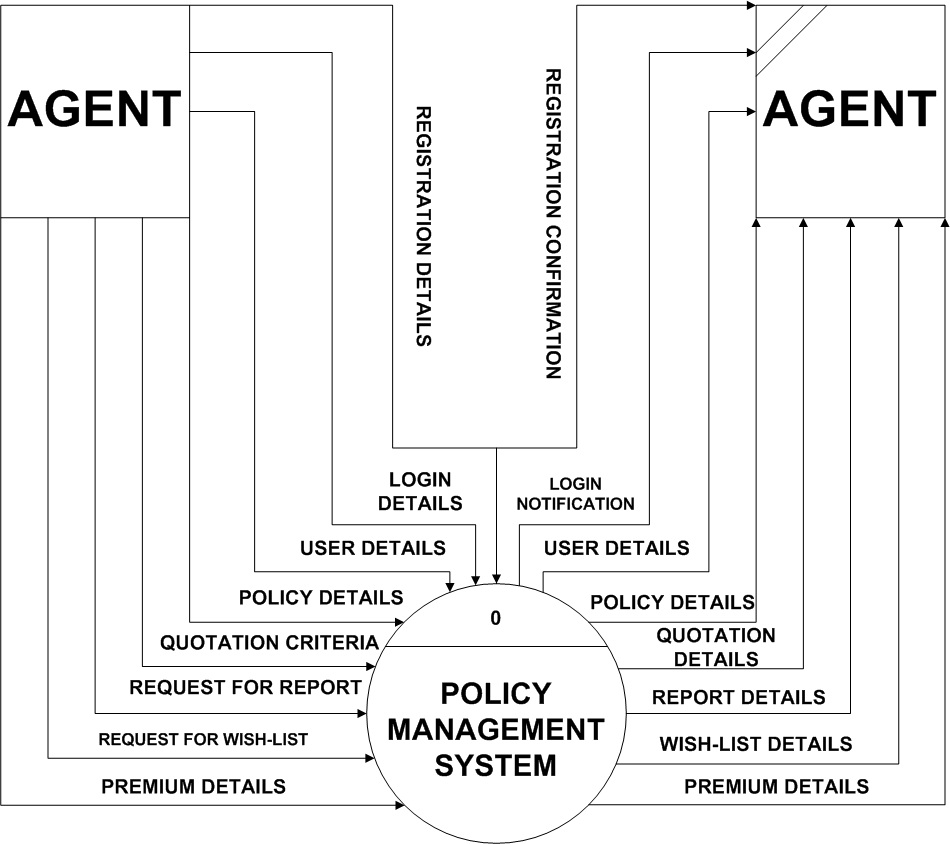 AGENT
AGENT
REGISTRATION DETAILS
REGISTRATION CONFIRMATION
LOGIN
DETAILS
LOGIN
NOTIFICATION
USER DETAILS
USER DETAILS
POLICY DETAILS
POLICY DETAILS
0
QUOTATION CRITERIA
QUOTATION
DETAILS
REQUEST FOR REPORT
REPORT DETAILS
POLICY
MANAGEMENT
SYSTEM
REQUEST FOR WISH-LIST
WISH-LIST DETAILS
PREMIUM DETAILS
PREMIUM DETAILS